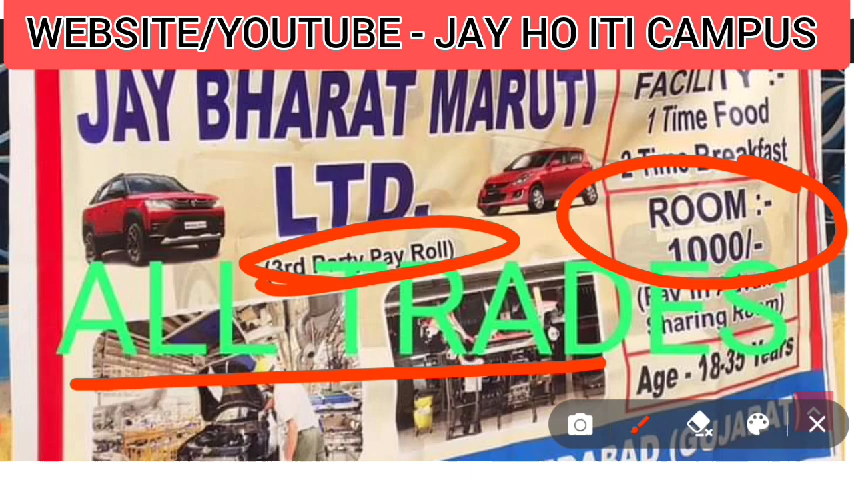 WEBSITE/YOUTUBE - JAY HO ITI CAMPUS
JAY BHARAT MARUTI
LTD.
(3rd Party Pay Roll)
FACILITY :-
1 Time Food
2 Time Breakfast
ROOM :-
1000/-
Sharing Room)
Age - 18-35 Years
ALL TRADES
(GUJARAT)